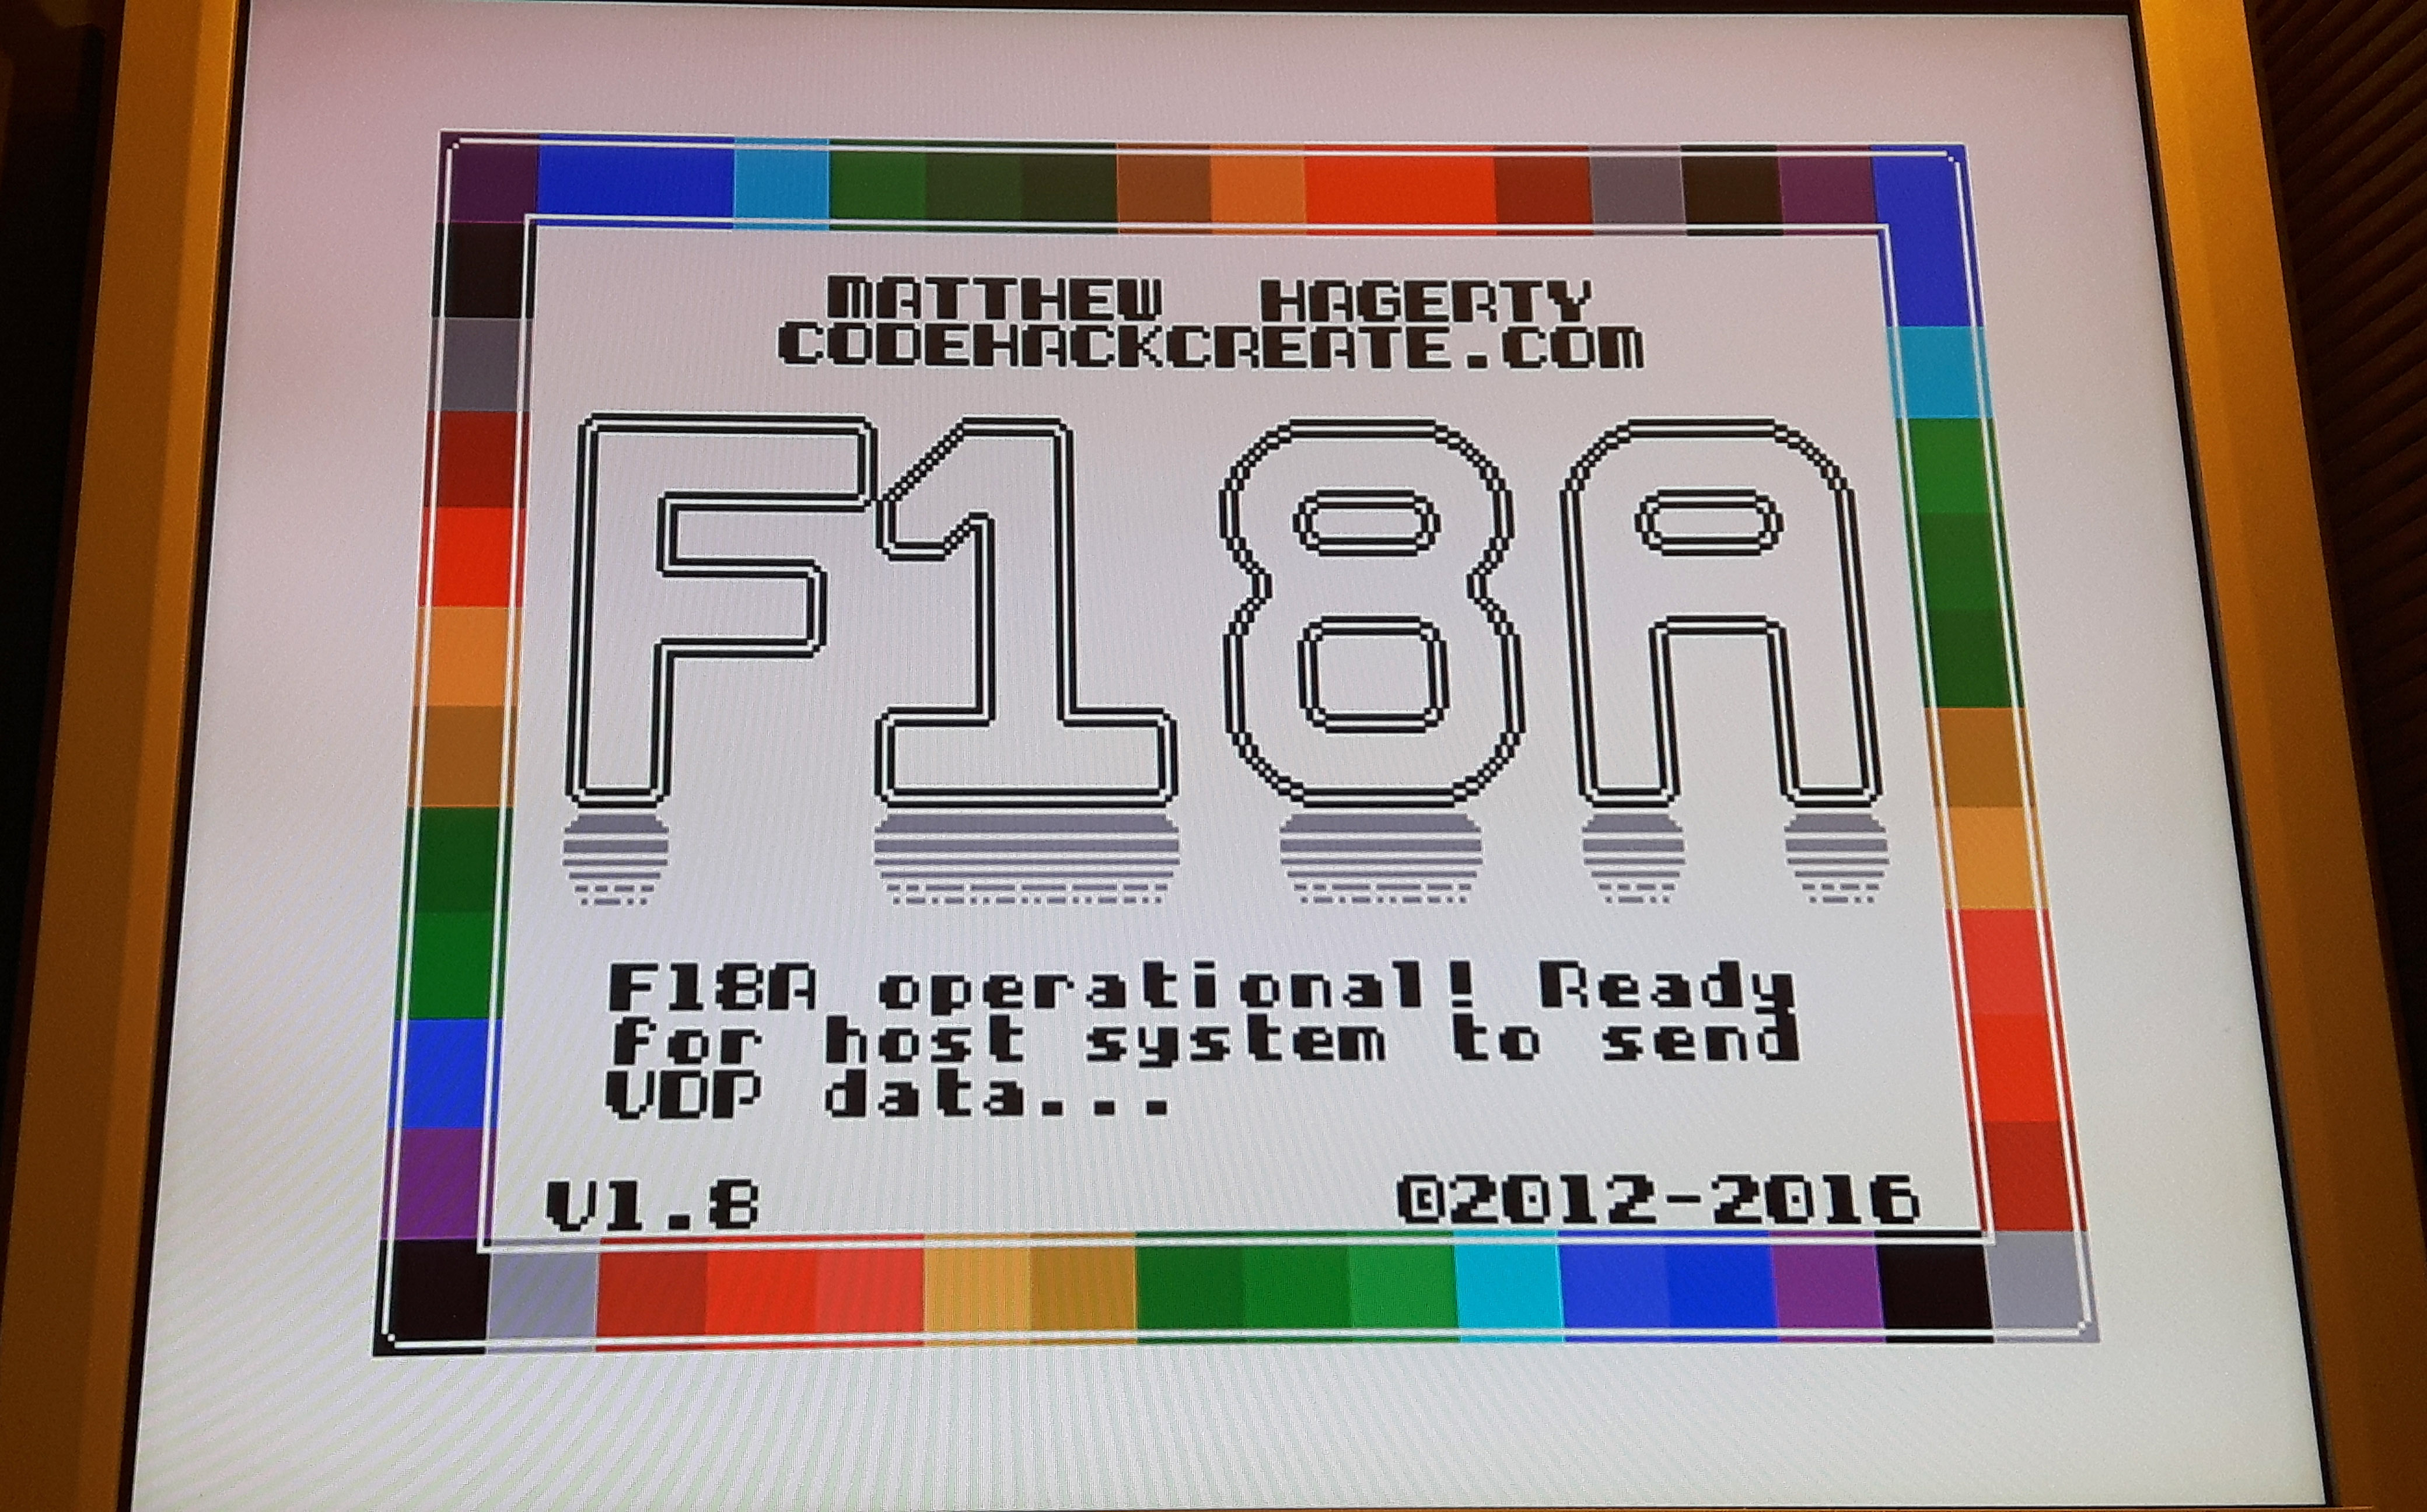 MATTHEW HAGERTY
CODEHACKCREATE.COM
F18A
F18A operational! Ready
for host system to send
VDP data...
V1.8 ©2012-2016